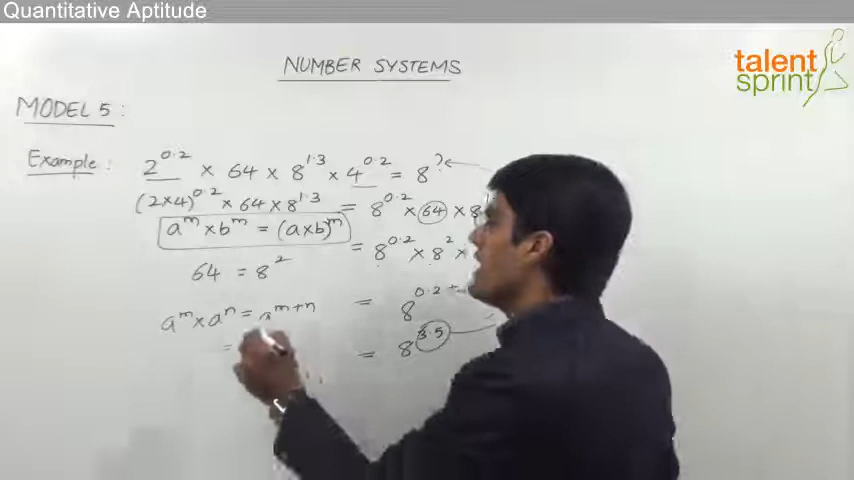 Quantitative Aptitude
talent
sprint
NUMBER SYSTEMS
MODEL 5 :
Example : 2^0.2 × 64 × 8^1.3 × 4^0.2 = 8^?
(2×4)^0.2 × 64 × 8^1.3 = 8^0.2 × 64 × 8
a^m × b^m = (a×b)^m = 8^0.2 × 8^2 ×
64 = 8^2
a^m × a^n = a^m+n = 8^0.2 +
= = 8^3.5